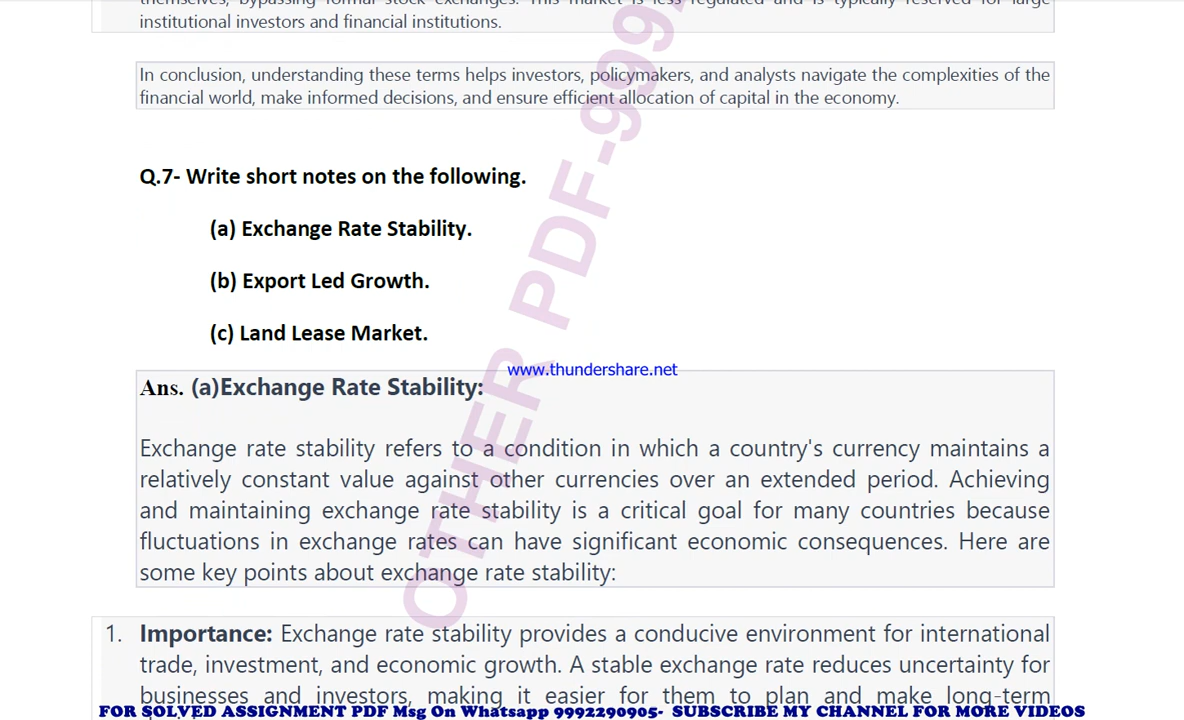 institutional investors and financial institutions.
In conclusion, understanding these terms helps investors, policymakers, and analysts navigate the complexities of the
financial world, make informed decisions, and ensure efficient allocation of capital in the economy.
Q.7- Write short notes on the following.
(a) Exchange Rate Stability.
(b) Export Led Growth.
(c) Land Lease Market.
www.thundershare.net
Ans. (a)Exchange Rate Stability:
Exchange rate stability refers to a condition in which a country's currency maintains a
relatively constant value against other currencies over an extended period. Achieving
and maintaining exchange rate stability is a critical goal for many countries because
fluctuations in exchange rates can have significant economic consequences. Here are
some key points about exchange rate stability:
1. Importance: Exchange rate stability provides a conducive environment for international
trade, investment, and economic growth. A stable exchange rate reduces uncertainty for
businesses and investors, making it easier for them to plan and make long-term
FOR SOLVED ASSIGNMENT PDF Msg On Whatsapp 9992290905- SUBSCRIBE MY CHANNEL FOR MORE VIDEOS
OTHER PDF-999